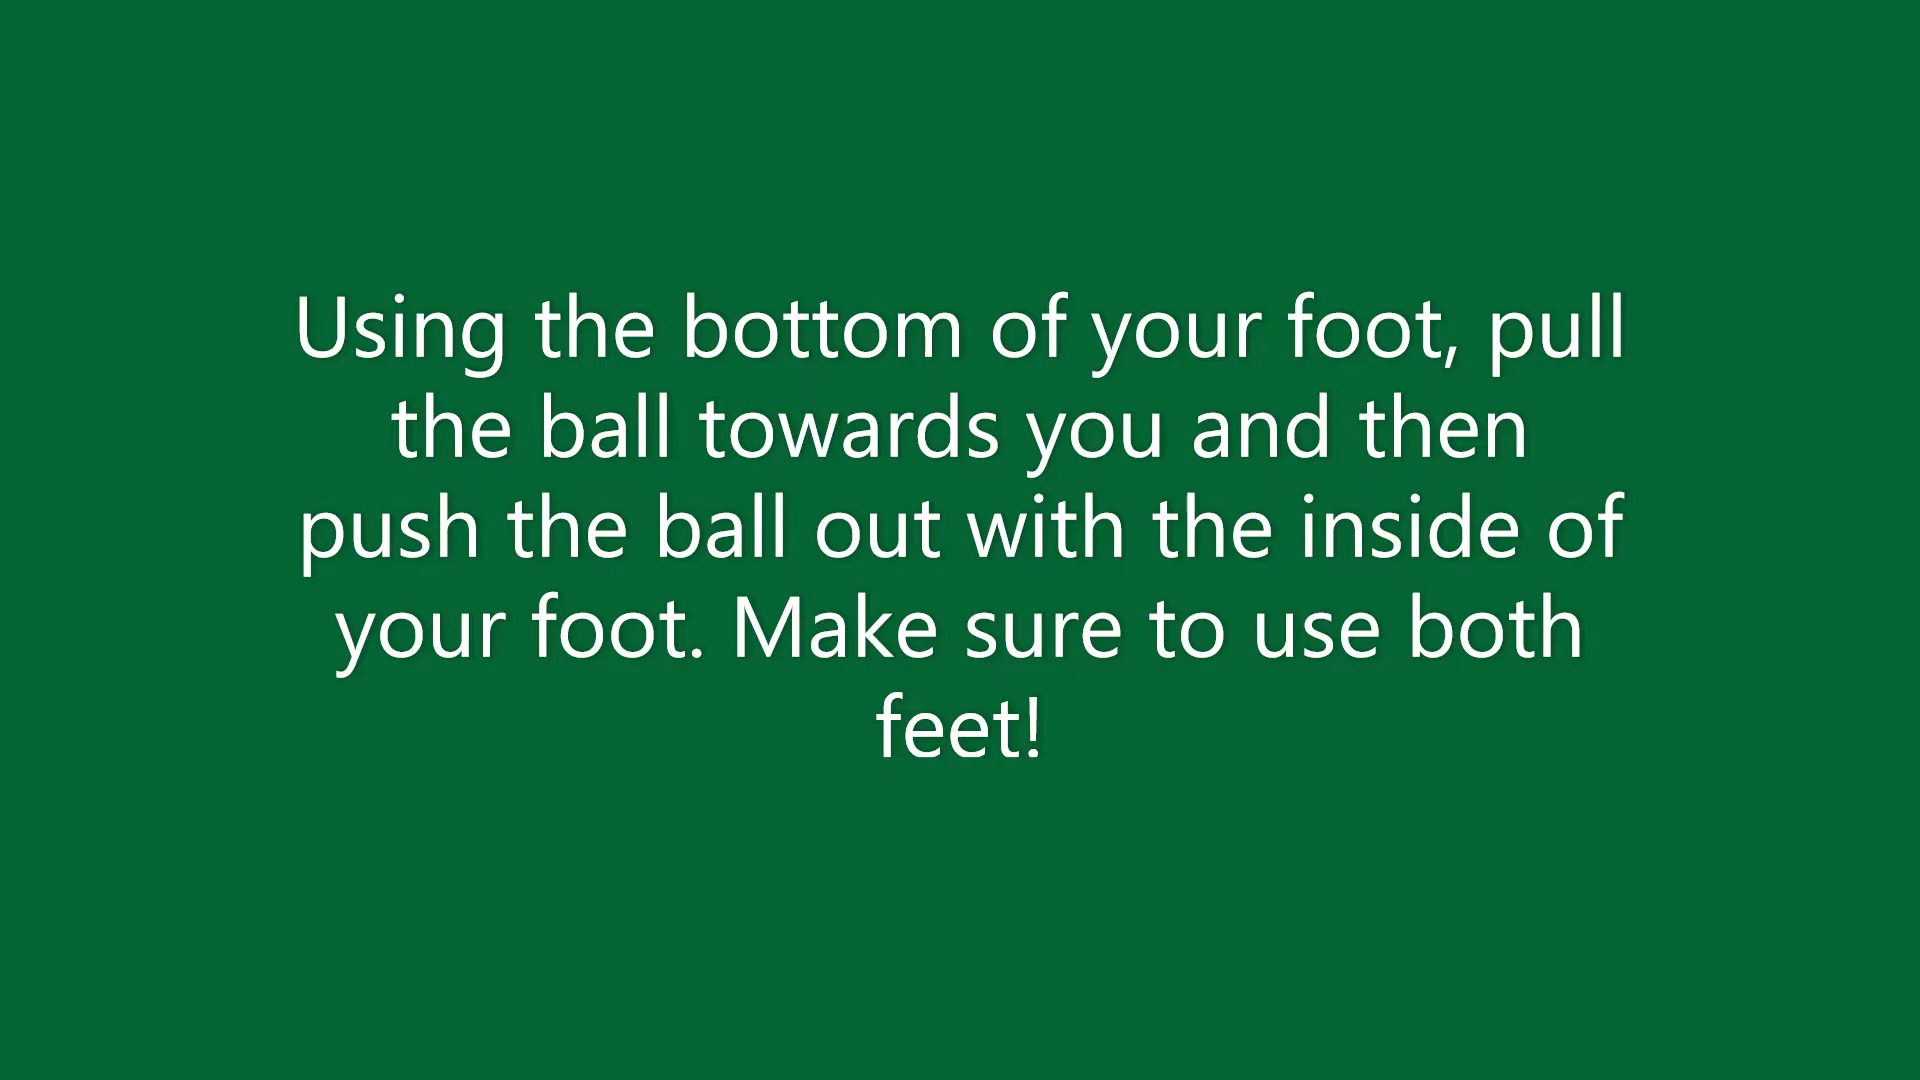 Using the bottom of your foot, pull
the ball towards you and then
push the ball out with the inside of
your foot. Make sure to use both
feet!